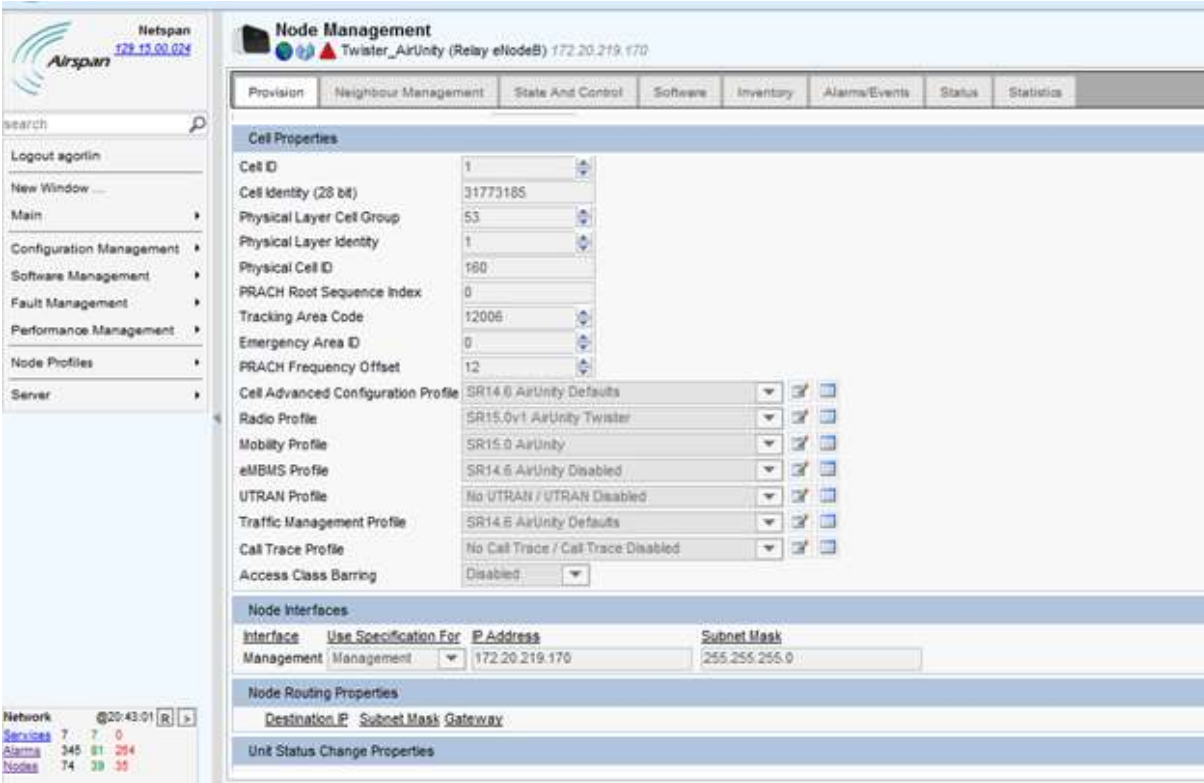 Netspan
129.15.00.024
Airspan
search
Logout agorlin
New Window ...
Main
Configuration Management
Software Management
Fault Management
Performance Management
Node Profiles
Server
Network @20:43:01 R >
Services 7 7 0
Alarms 345 81 264
Nodes 74 39 35
Node Management
Twister_AirUnity (Relay eNodeB) 172.20.219.170
Provision Neighbour Management State And Control Software Inventory Alarms/Events Status Statistics
Cell Properties
Cell ID 1
Cell Identity (28 bit) 31773185
Physical Layer Cell Group 53
Physical Layer Identity 1
Physical Cell ID 160
PRACH Root Sequence Index 0
Tracking Area Code 12006
Emergency Area ID 0
PRACH Frequency Offset 12
Cell Advanced Configuration Profile SR14.6 AirUnity Defaults
Radio Profile SR15.0v1 AirUnity Twister
Mobility Profile SR15.0 AirUnity
eMBMS Profile SR14.6 AirUnity Disabled
UTRAN Profile No UTRAN / UTRAN Disabled
Traffic Management Profile SR14.6 AirUnity Defaults
Call Trace Profile No Call Trace / Call Trace Disabled
Access Class Barring Disabled
Node Interfaces
Interface Use Specification For IP Address Subnet Mask
Management Management 172.20.219.170 255.255.255.0
Node Routing Properties
Destination IP Subnet Mask Gateway
Unit Status Change Properties